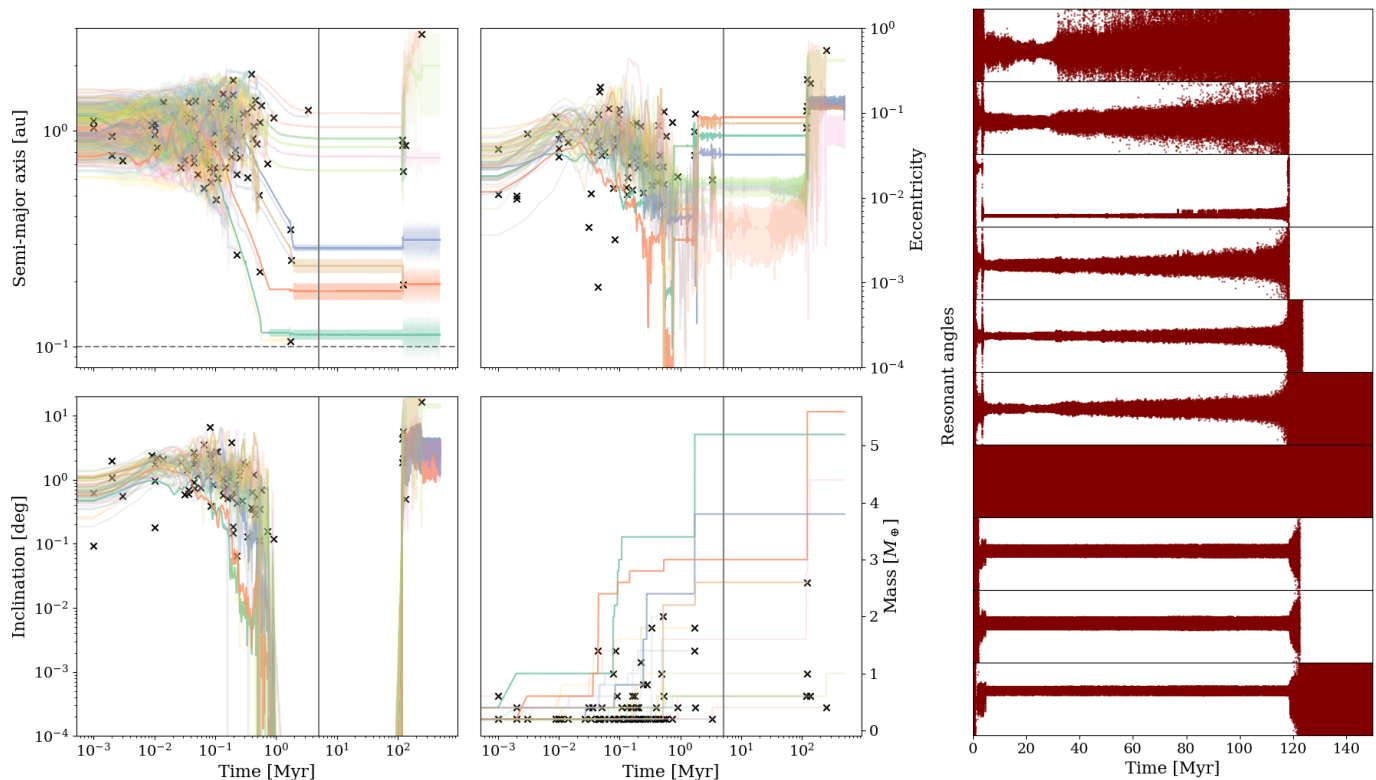 Semi-major axis [au]
10⁰
10⁻¹
10⁰
10⁻¹
10⁻²
10⁻³
10⁻⁴
Eccentricity
Inclination [deg]
10¹
10⁰
10⁻¹
10⁻²
10⁻³
10⁻⁴
10⁻³ 10⁻² 10⁻¹ 10⁰ 10¹ 10²
Time [Myr]
5
4
3
2
1
0
Mass [M⊕]
10⁻³ 10⁻² 10⁻¹ 10⁰ 10¹ 10²
Time [Myr]
Resonant angles
0 20 40 60 80 100 120 140
Time [Myr]